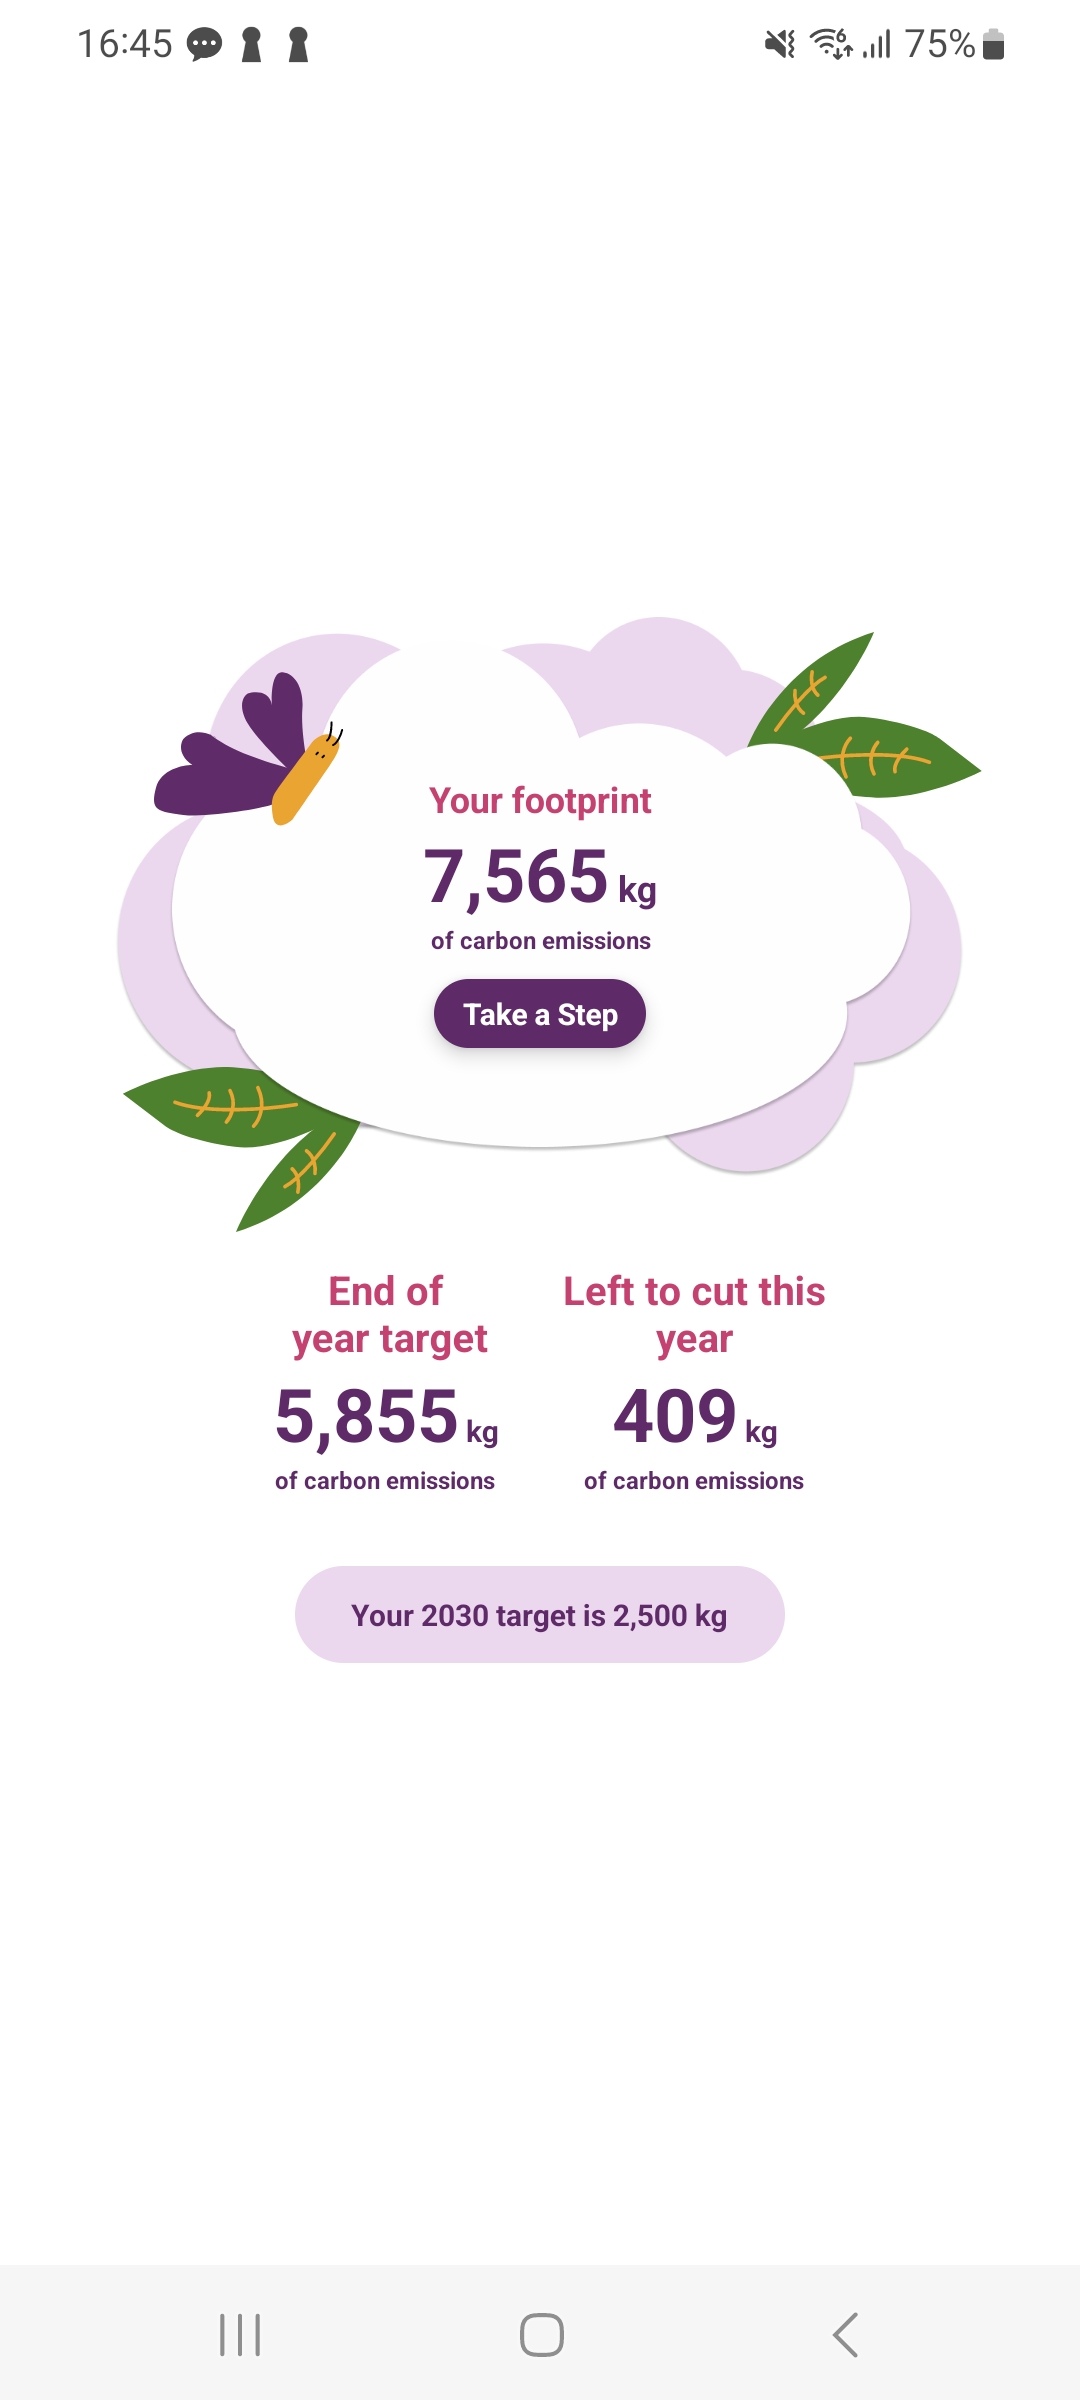 16:45
6
75%
Your footprint
7,565 kg
of carbon emissions
Take a Step
End of
year target
5,855 kg
of carbon emissions
Left to cut this
year
409 kg
of carbon emissions
Your 2030 target is 2,500 kg